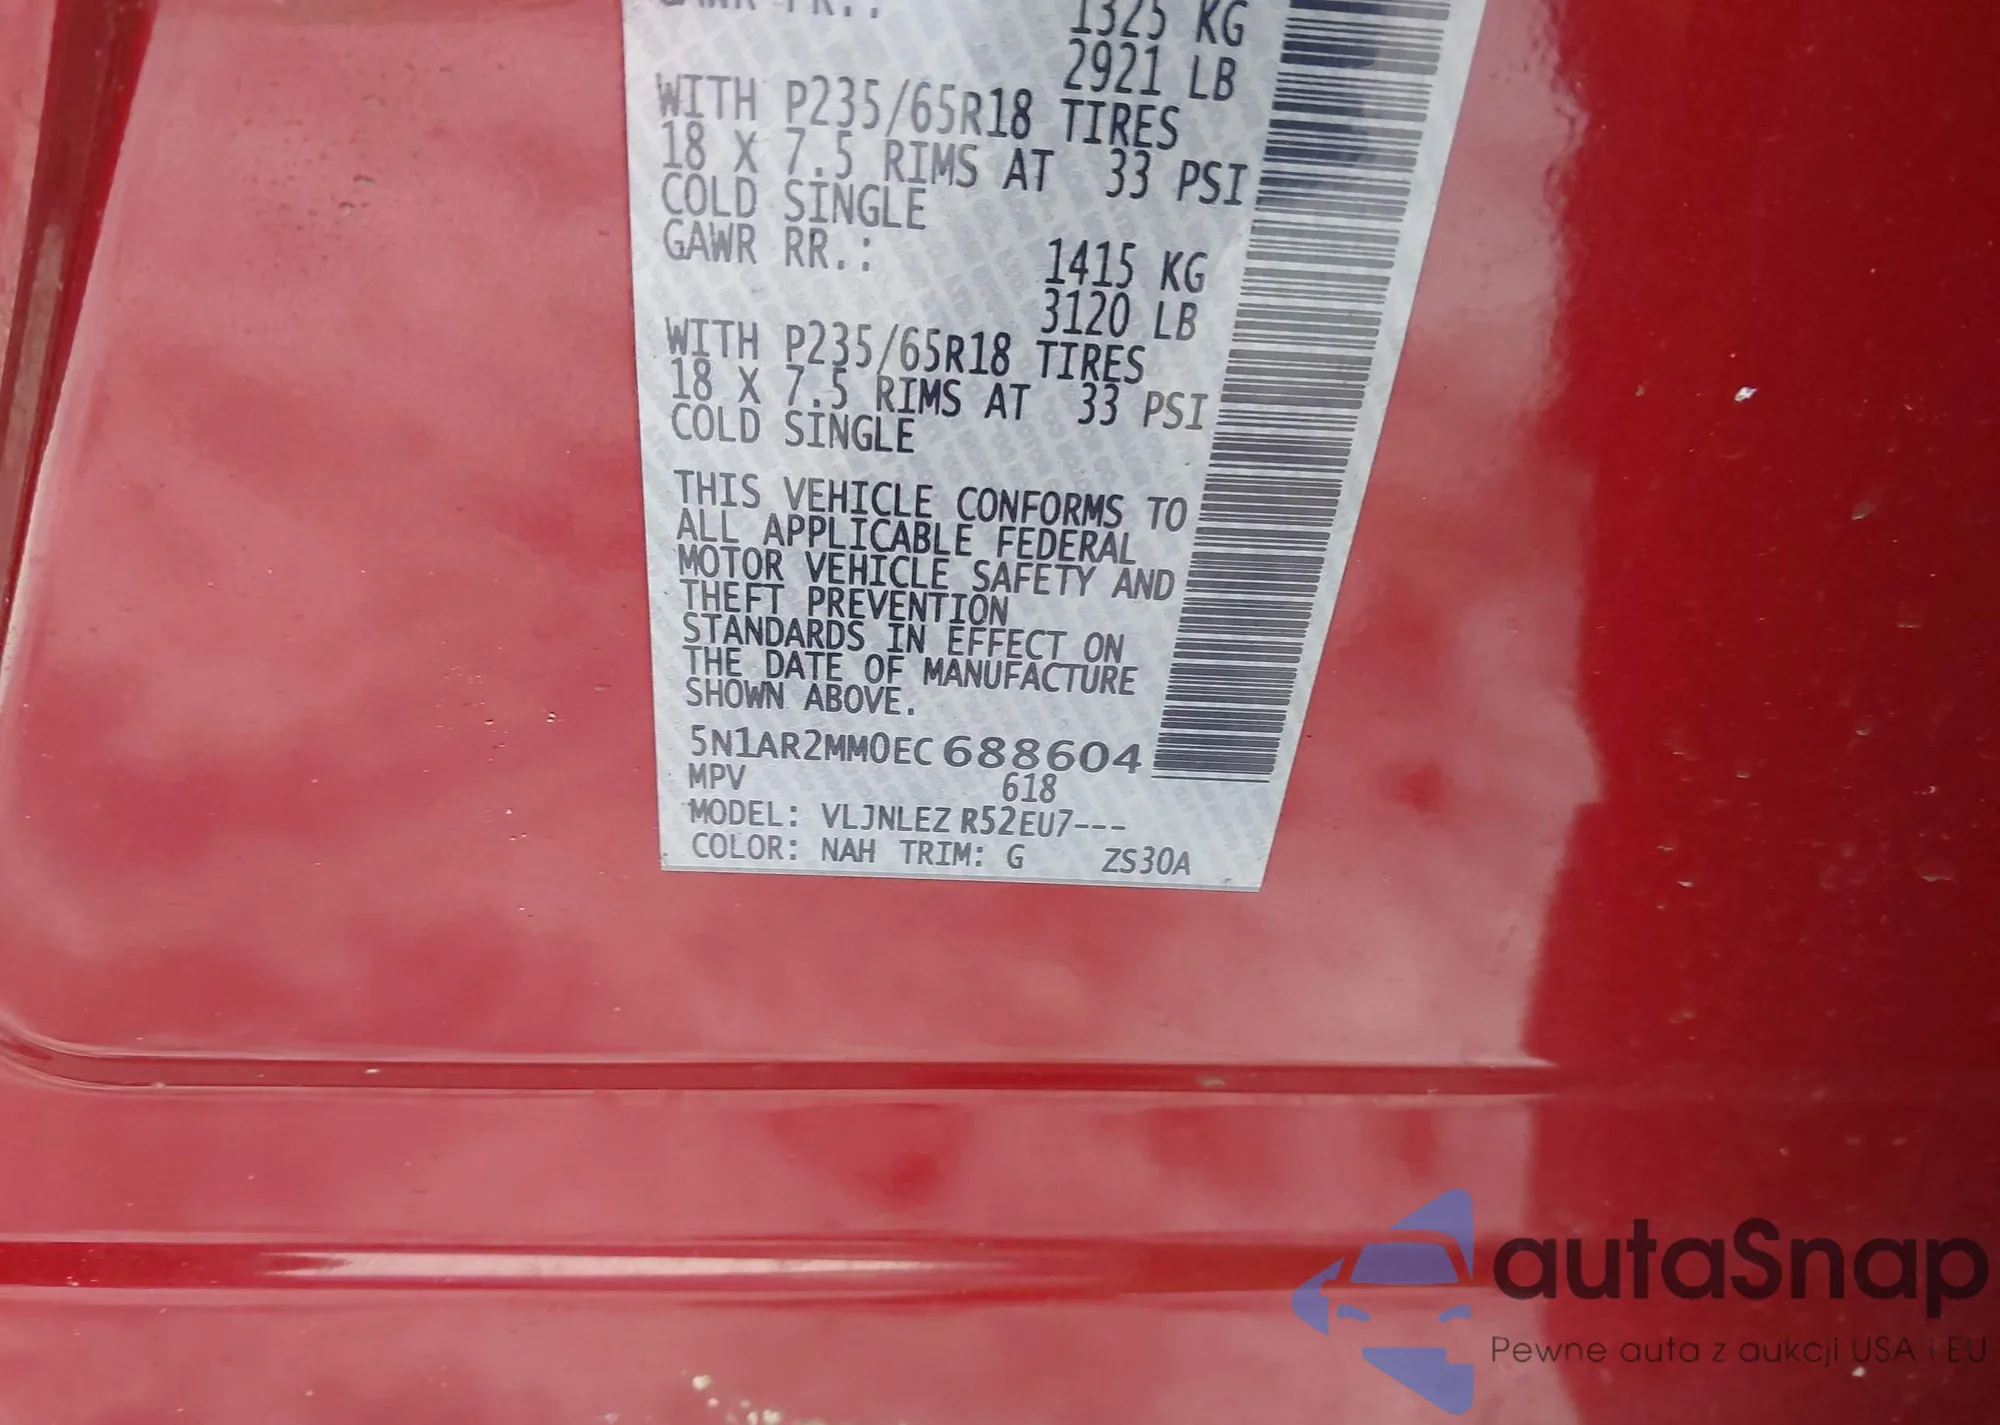 GAWR FR.:
1325 KG
2921 LB
WITH P235/65R18 TIRES
18 X 7.5 RIMS AT 33 PSI
COLD SINGLE
GAWR RR.:
1415 KG
3120 LB
WITH P235/65R18 TIRES
18 X 7.5 RIMS AT 33 PSI
COLD SINGLE
THIS VEHICLE CONFORMS TO
ALL APPLICABLE FEDERAL
MOTOR VEHICLE SAFETY AND
THEFT PREVENTION
STANDARDS IN EFFECT ON
THE DATE OF MANUFACTURE
SHOWN ABOVE.
5N1AR2MM0EC688604
MPV 618
MODEL: VLJNLEZ R52EU7---
COLOR: NAH TRIM: G ZS30A
autaSnap
Pewne auta z aukcji USA i EU